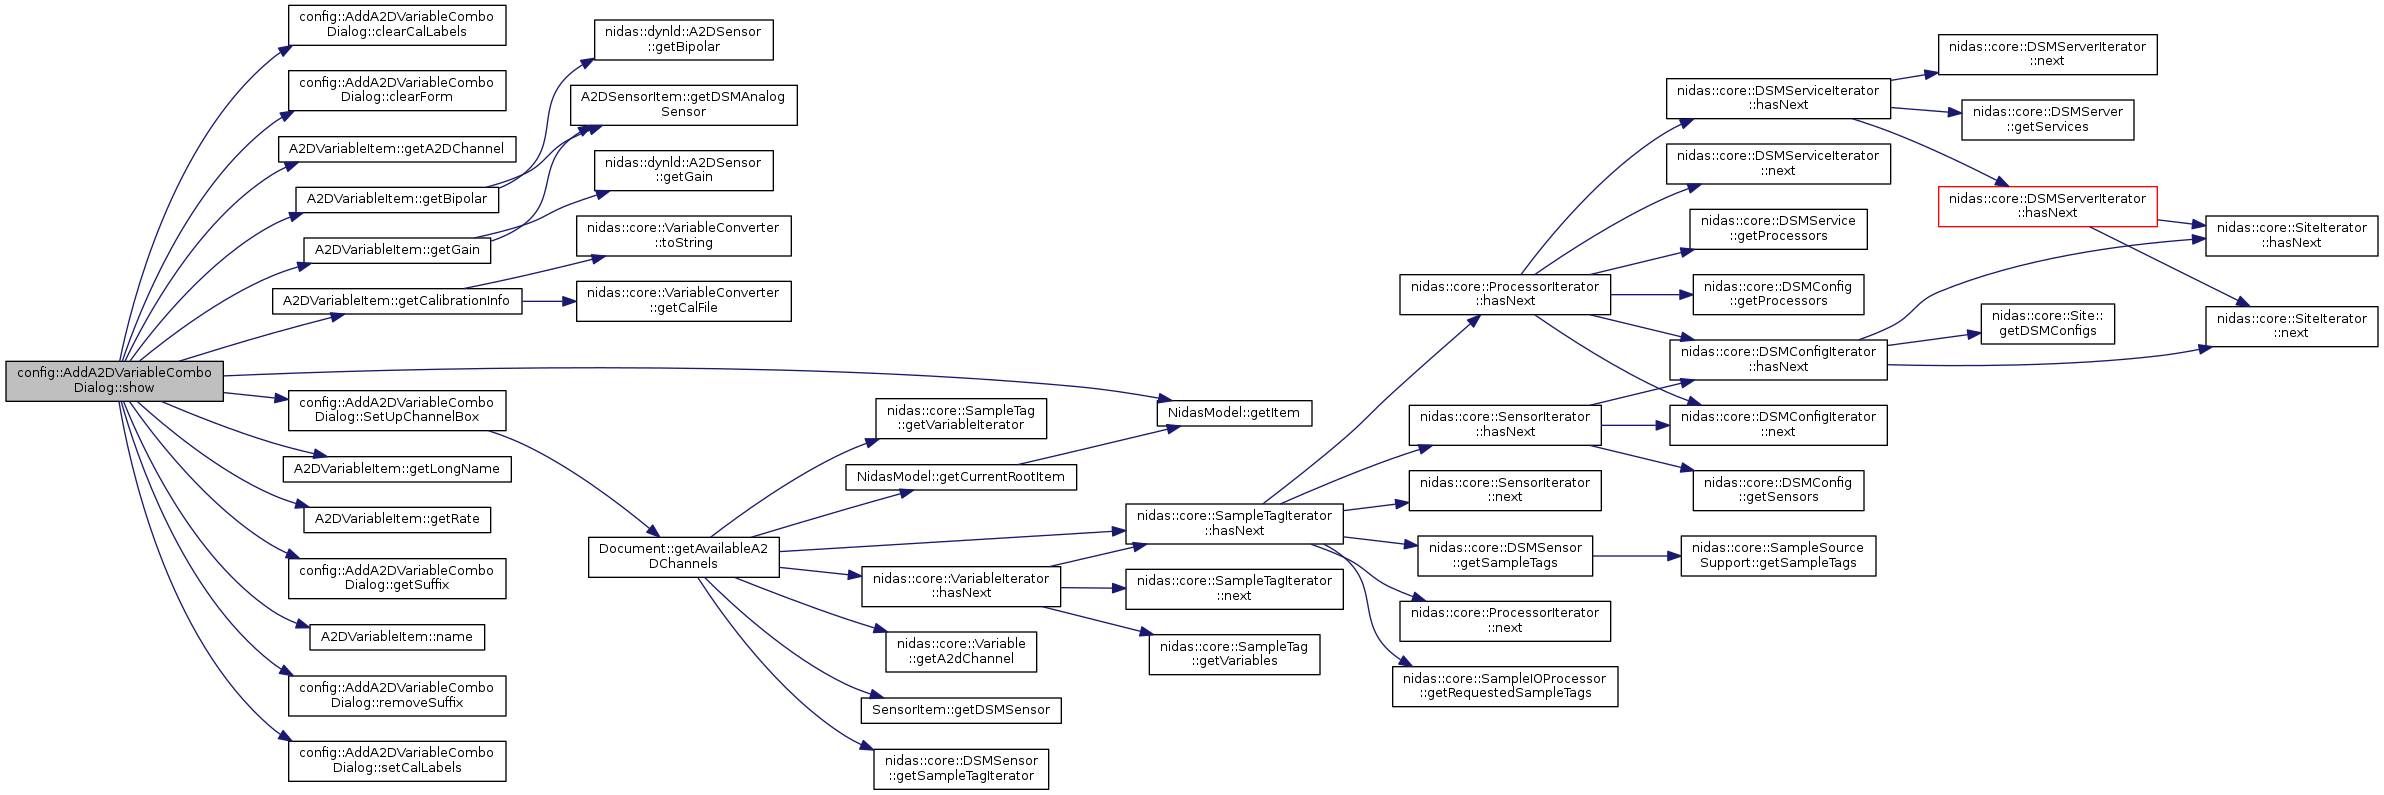 config::AddA2DVariableCombo
Dialog::show
config::AddA2DVariableCombo
Dialog::clearCalLabels
config::AddA2DVariableCombo
Dialog::clearForm
A2DVariableItem::getA2DChannel
A2DVariableItem::getBipolar
A2DVariableItem::getGain
A2DVariableItem::getCalibrationInfo
config::AddA2DVariableCombo
Dialog::SetUpChannelBox
A2DVariableItem::getLongName
A2DVariableItem::getRate
config::AddA2DVariableCombo
Dialog::getSuffix
A2DVariableItem::name
config::AddA2DVariableCombo
Dialog::removeSuffix
config::AddA2DVariableCombo
Dialog::setCalLabels
nidas::dynld::A2DSensor
::getBipolar
A2DSensorItem::getDSMAnalog
Sensor
nidas::dynld::A2DSensor
::getGain
nidas::core::VariableConverter
::toString
nidas::core::VariableConverter
::getCalFile
Document::getAvailableA2
DChannels
nidas::core::SampleTag
::getVariableIterator
NidasModel::getCurrentRootItem
nidas::core::VariableIterator
::hasNext
nidas::core::Variable
::getA2dChannel
SensorItem::getDSMSensor
nidas::core::DSMSensor
::getSampleTagIterator
NidasModel::getItem
nidas::core::SampleTagIterator
::hasNext
nidas::core::SampleTagIterator
::next
nidas::core::SampleTag
::getVariables
nidas::core::ProcessorIterator
::hasNext
nidas::core::SensorIterator
::hasNext
nidas::core::SensorIterator
::next
nidas::core::DSMSensor
::getSampleTags
nidas::core::ProcessorIterator
::next
nidas::core::SampleIOProcessor
::getRequestedSampleTags
nidas::core::DSMServiceIterator
::hasNext
nidas::core::DSMServiceIterator
::next
nidas::core::DSMService
::getProcessors
nidas::core::DSMConfig
::getProcessors
nidas::core::DSMConfigIterator
::hasNext
nidas::core::DSMConfigIterator
::next
nidas::core::DSMConfig
::getSensors
nidas::core::SampleSource
Support::getSampleTags
nidas::core::DSMServerIterator
::next
nidas::core::DSMServer
::getServices
nidas::core::DSMServerIterator
::hasNext
nidas::core::Site::
getDSMConfigs
nidas::core::SiteIterator
::hasNext
nidas::core::SiteIterator
::next